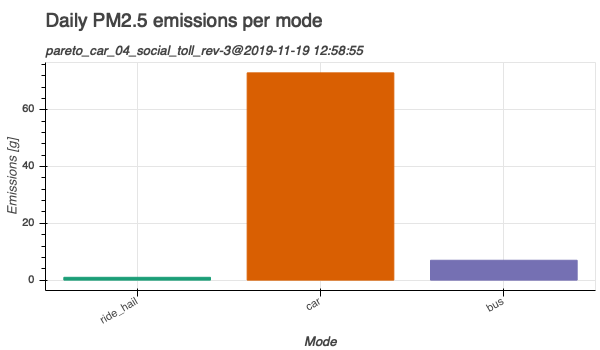 Daily PM2.5 emissions per mode
pareto_car_04_social_toll_rev-3@2019-11-19 12:58:55
Emissions [g]
60
40
20
0
ride_hail
car
bus
Mode